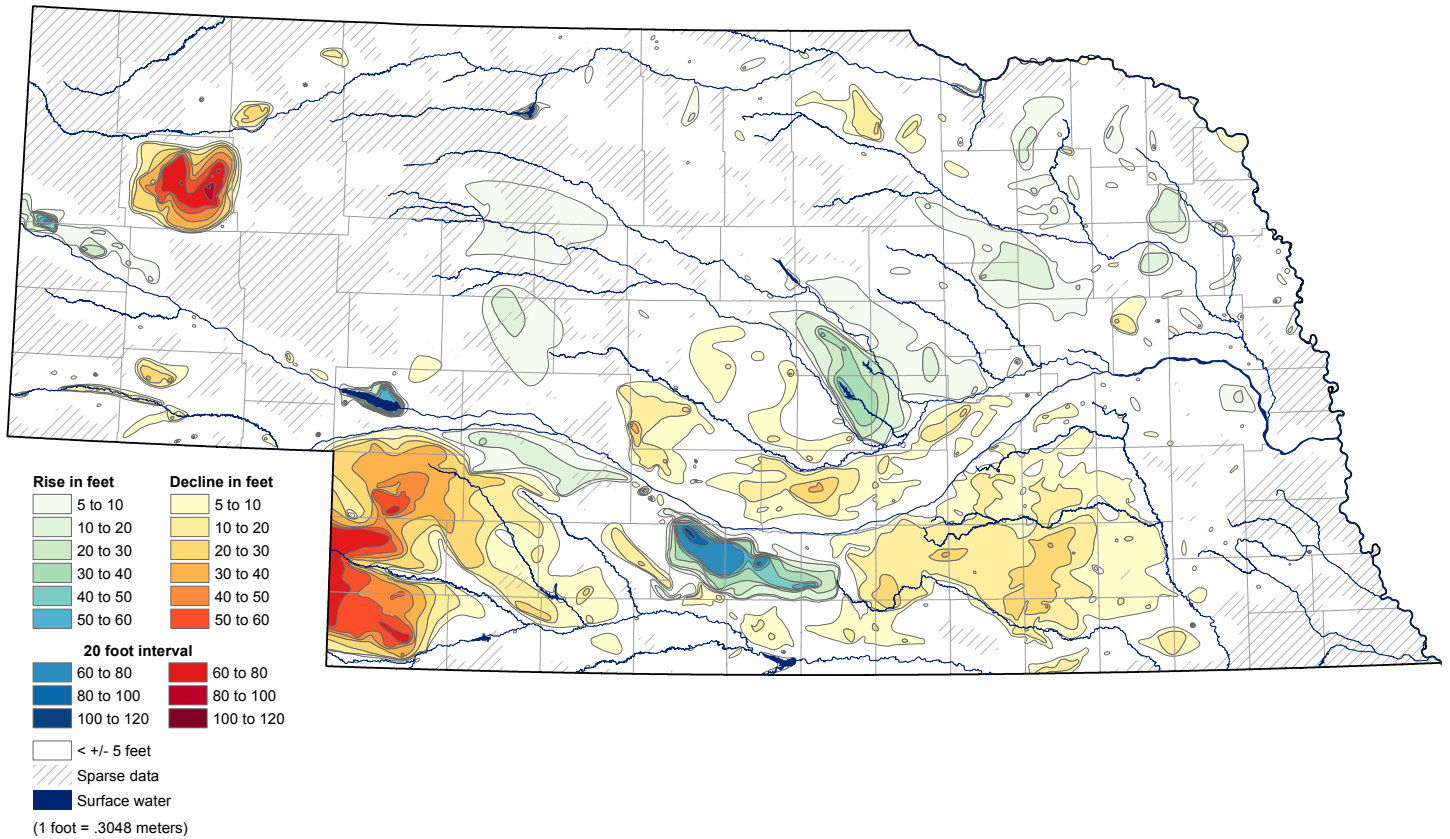 Rise in feet
5 to 10
10 to 20
20 to 30
30 to 40
40 to 50
50 to 60
Decline in feet
5 to 10
10 to 20
20 to 30
30 to 40
40 to 50
50 to 60
20 foot interval
60 to 80
80 to 100
100 to 120
60 to 80
80 to 100
100 to 120
< +/- 5 feet
Sparse data
Surface water
(1 foot = .3048 meters)